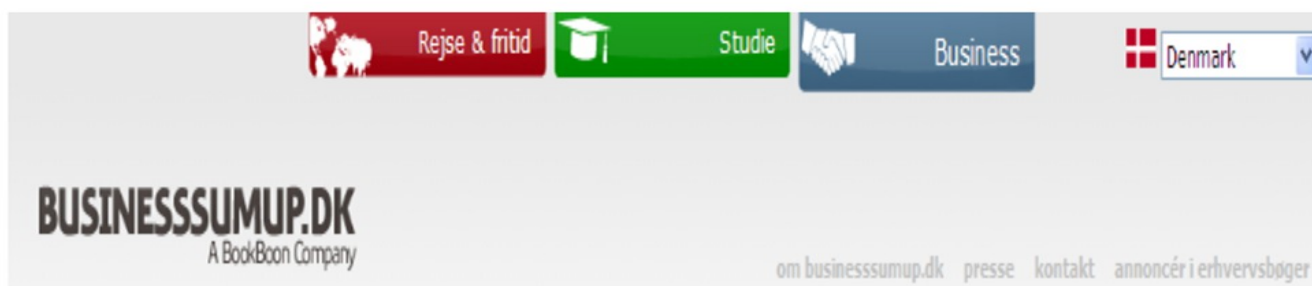 Rejse & fritid Studie Business Denmark
BUSINESSSUMUP.DK
A BookBoon Company
om businesssumup.dk presse kontakt annoncér i erhvervsbøger